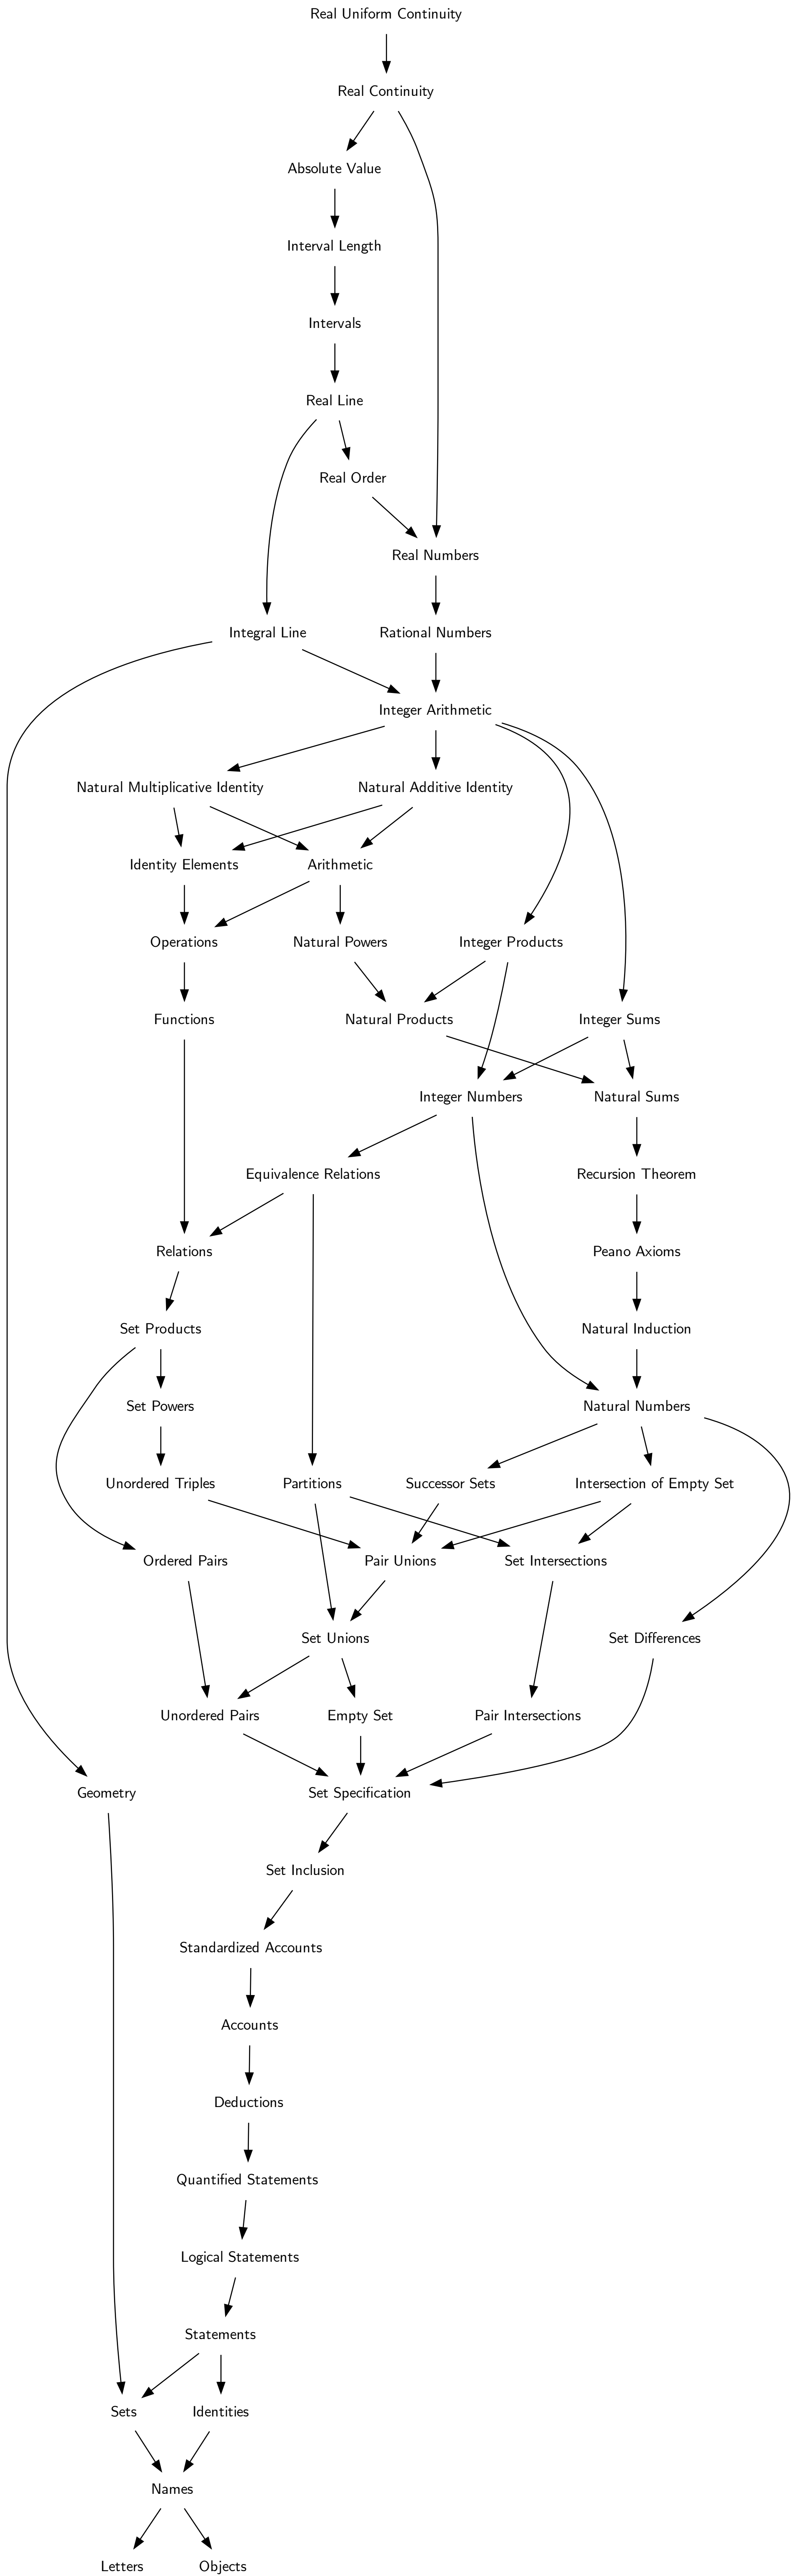 Real Uniform Continuity
Real Continuity
Absolute Value
Interval Length
Intervals
Real Line
Real Order
Real Numbers
Integral Line
Rational Numbers
Integer Arithmetic
Natural Multiplicative Identity
Natural Additive Identity
Identity Elements
Arithmetic
Operations
Natural Powers
Integer Products
Functions
Natural Products
Integer Sums
Integer Numbers
Natural Sums
Equivalence Relations
Recursion Theorem
Relations
Peano Axioms
Set Products
Natural Induction
Set Powers
Natural Numbers
Unordered Triples
Partitions
Successor Sets
Intersection of Empty Set
Ordered Pairs
Pair Unions
Set Intersections
Set Unions
Set Differences
Unordered Pairs
Empty Set
Pair Intersections
Geometry
Set Specification
Set Inclusion
Standardized Accounts
Accounts
Deductions
Quantified Statements
Logical Statements
Statements
Sets
Identities
Names
Letters
Objects